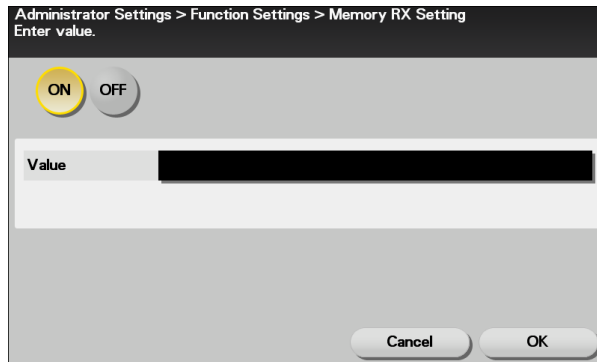 Administrator Settings > Function Settings > Memory RX Setting
Enter value.
ON OFF
Value
Cancel OK